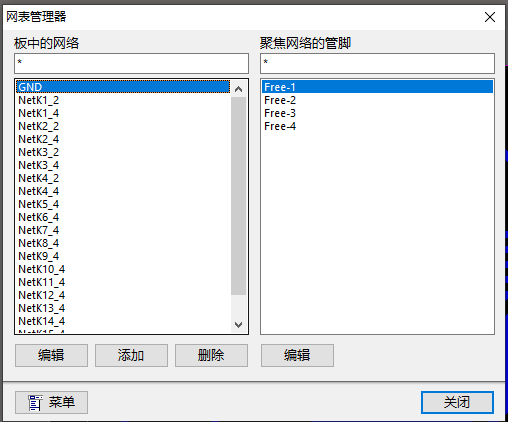 网表管理器
板中的网络
*
GND
NetK1_2
NetK1_4
NetK2_2
NetK2_4
NetK3_2
NetK3_4
NetK4_2
NetK4_4
NetK5_4
NetK6_4
NetK7_4
NetK8_4
NetK9_4
NetK10_4
NetK11_4
NetK12_4
NetK13_4
NetK14_4
NetK15_4
编辑 添加 删除
聚焦网络的管脚
*
Free-1
Free-2
Free-3
Free-4
编辑
菜单
关闭